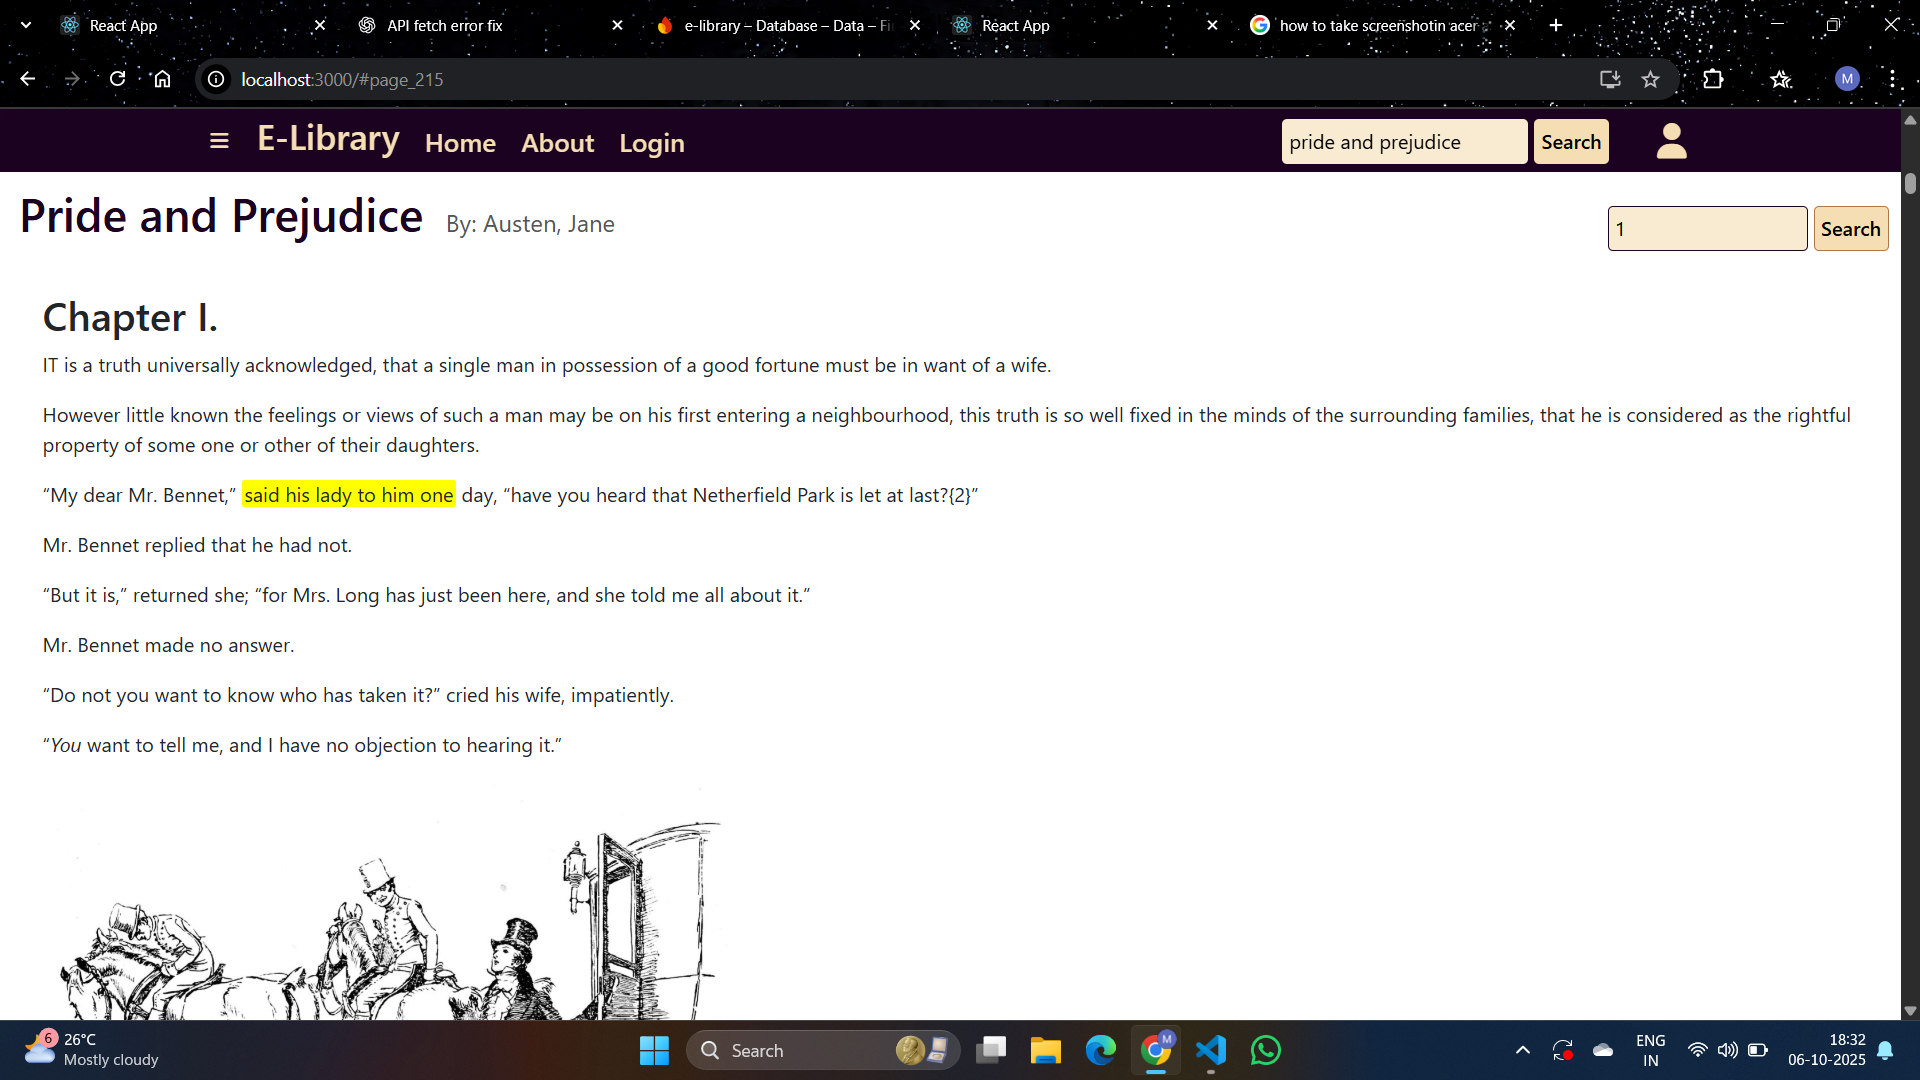 React App
API fetch error fix
e-library – Database – Data – Fi
React App
how to take screenshotin acer
localhost:3000/#page_215
M
E-Library Home About Login
pride and prejudice
Search
Pride and Prejudice By: Austen, Jane
1
Search
Chapter I.
IT is a truth universally acknowledged, that a single man in possession of a good fortune must be in want of a wife.
However little known the feelings or views of such a man may be on his first entering a neighbourhood, this truth is so well fixed in the minds of the surrounding families, that he is considered as the rightful
property of some one or other of their daughters.
“My dear Mr. Bennet,” said his lady to him one day, “have you heard that Netherfield Park is let at last?{2}”
Mr. Bennet replied that he had not.
“But it is,” returned she; “for Mrs. Long has just been here, and she told me all about it.”
Mr. Bennet made no answer.
“Do not you want to know who has taken it?” cried his wife, impatiently.
“You want to tell me, and I have no objection to hearing it.”
6
26°C
Mostly cloudy
Search
M
ENG
IN
18:32
06-10-2025